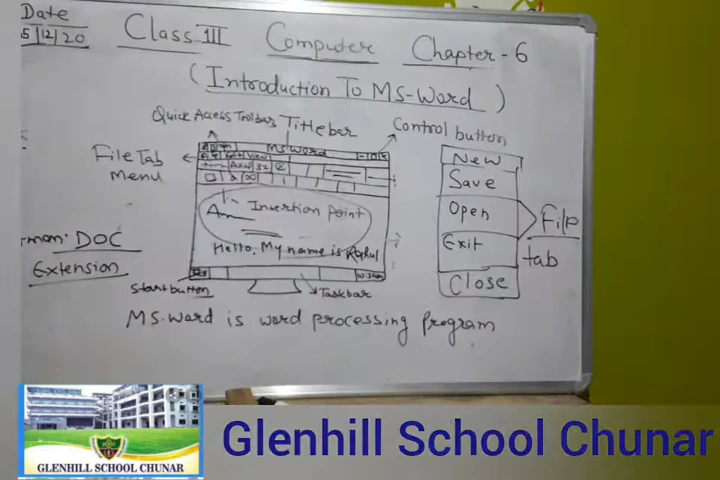 Date
5/12/20
Class III Computer Chapter - 6
(Introduction To MS-Word)
Quick Access Toolbars Title bar Control button
File Tab
Menu
MS word
View
Insertion point
Hello, My name is Rahul
Start button
Taskbar
New
Save
Open
Exit
Close
File
tab
DOC
Extension
MS.Word is word processing program
GLENHILL SCHOOL CHUNAR
Glenhill School Chunar